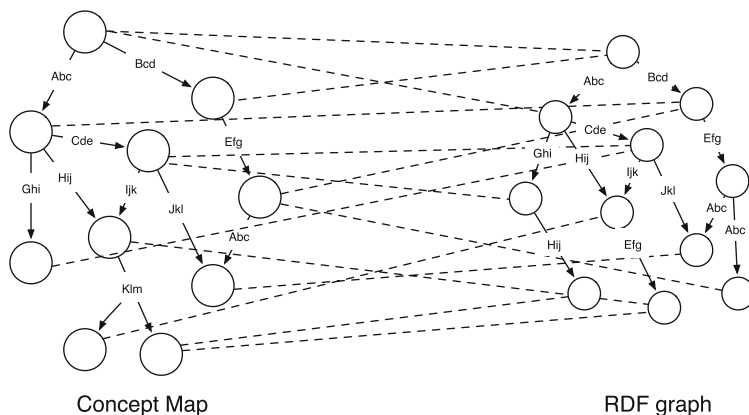 Abc
Bcd
Cde
Efg
Ghi
Hij
Ijk
Jkl
Abc
Klm
Concept Map
Abc
Bcd
Cde
Efg
Ghi
Hij
Ijk
Jkl
Abc
Abc
Hij
Efg
RDF graph